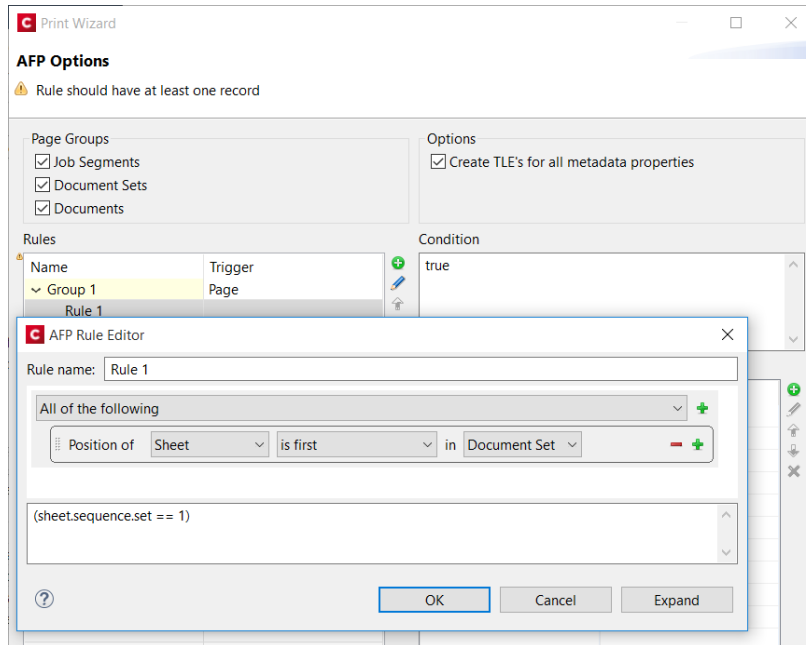 C Print Wizard
AFP Options
Rule should have at least one record
Page Groups
Job Segments
Document Sets
Documents
Options
Create TLE's for all metadata properties
Rules
Name Trigger
Group 1 Page
Rule 1
Condition
true
C AFP Rule Editor
Rule name: Rule 1
All of the following
Position of Sheet is first in Document Set
(sheet.sequence.set == 1)
? OK Cancel Expand